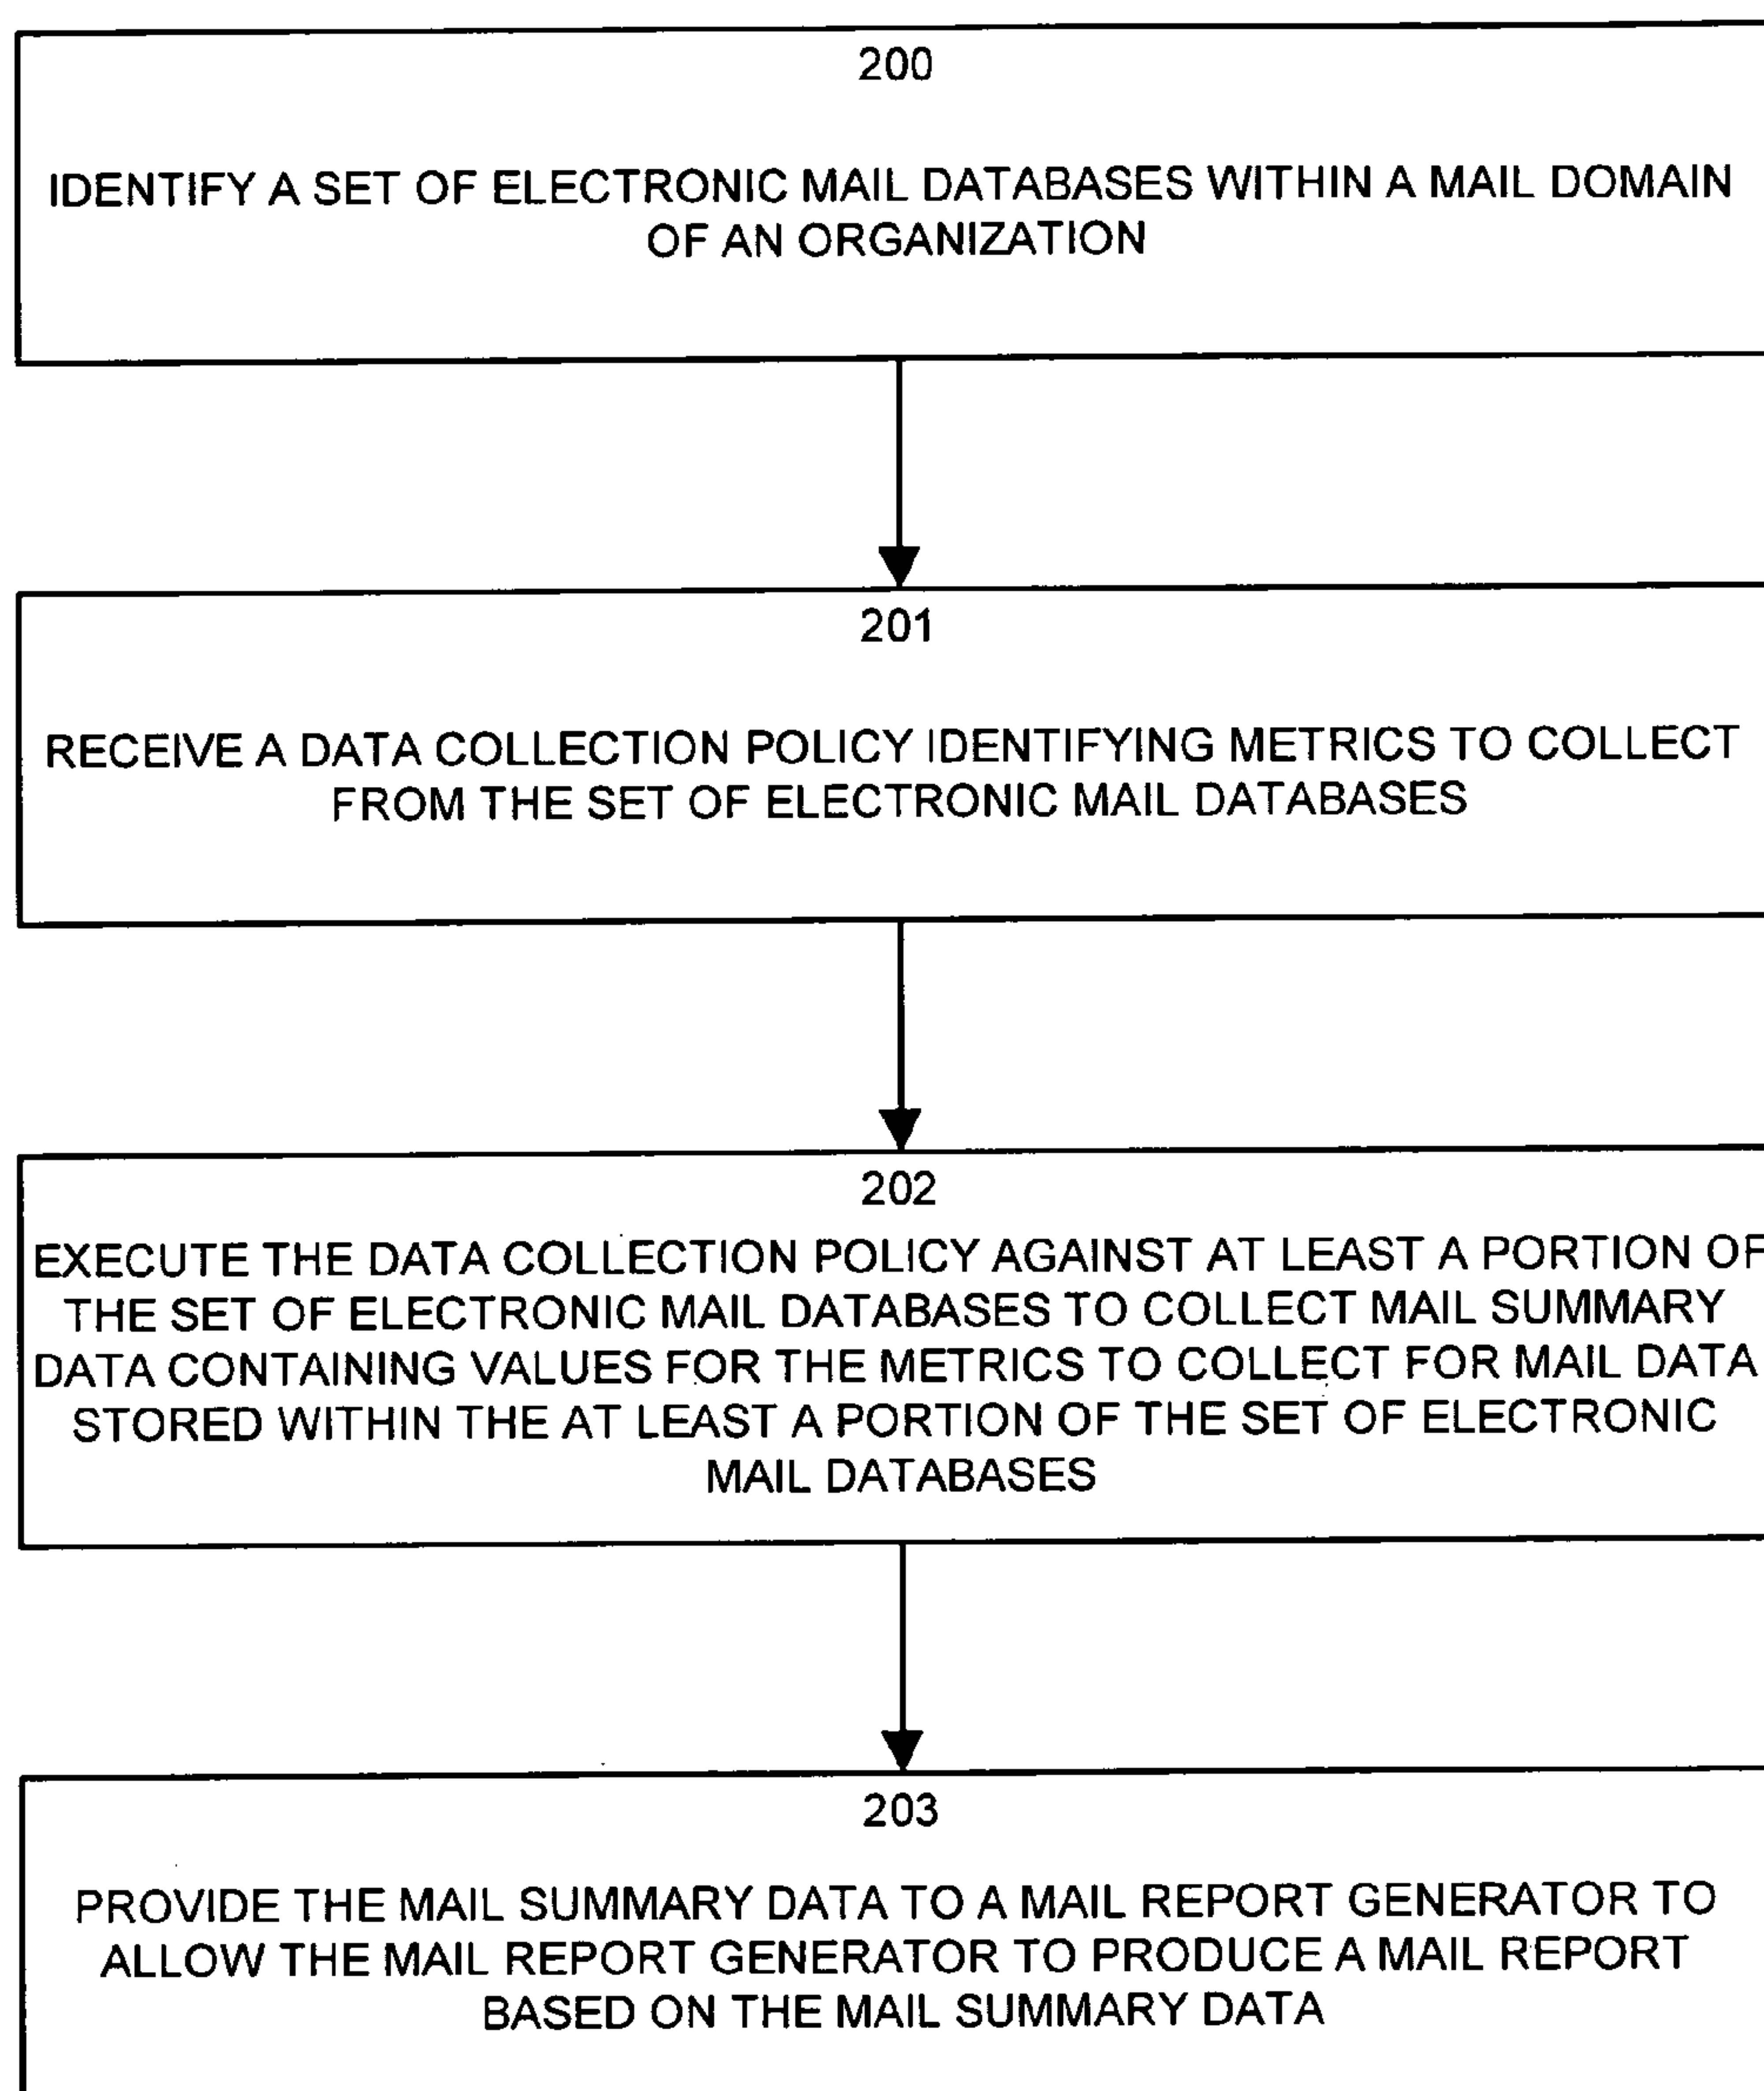 200
IDENTIFY A SET OF ELECTRONIC MAIL DATABASES WITHIN A MAIL DOMAIN
OF AN ORGANIZATION
201
RECEIVE A DATA COLLECTION POLICY IDENTIFYING METRICS TO COLLECT
FROM THE SET OF ELECTRONIC MAIL DATABASES
202
EXECUTE THE DATA COLLECTION POLICY AGAINST AT LEAST A PORTION OF
THE SET OF ELECTRONIC MAIL DATABASES TO COLLECT MAIL SUMMARY
DATA CONTAINING VALUES FOR THE METRICS TO COLLECT FOR MAIL DATA
STORED WITHIN THE AT LEAST A PORTION OF THE SET OF ELECTRONIC
MAIL DATABASES
203
PROVIDE THE MAIL SUMMARY DATA TO A MAIL REPORT GENERATOR TO
ALLOW THE MAIL REPORT GENERATOR TO PRODUCE A MAIL REPORT
BASED ON THE MAIL SUMMARY DATA